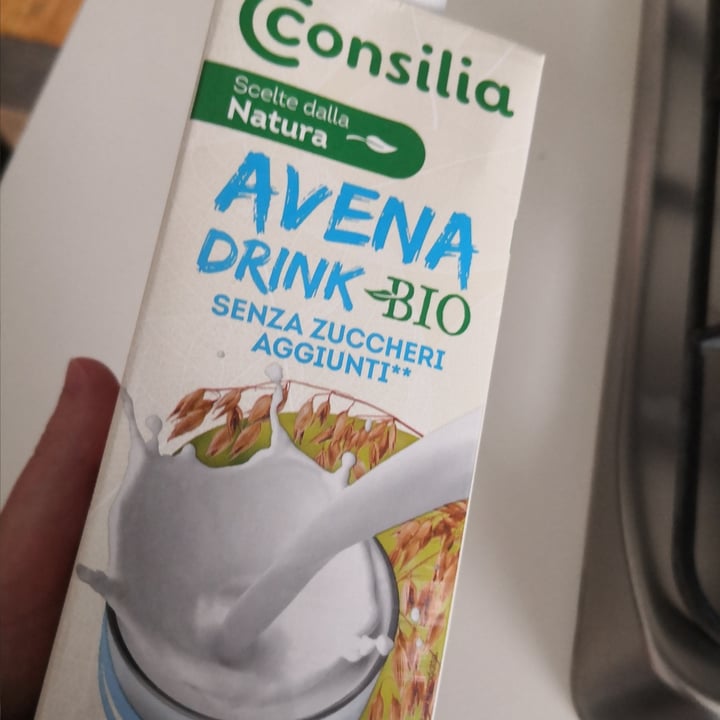 Consilia
Scelte dalla
Natura
AVENA
DRINK BIO
SENZA ZUCCHERI
AGGIUNTI**